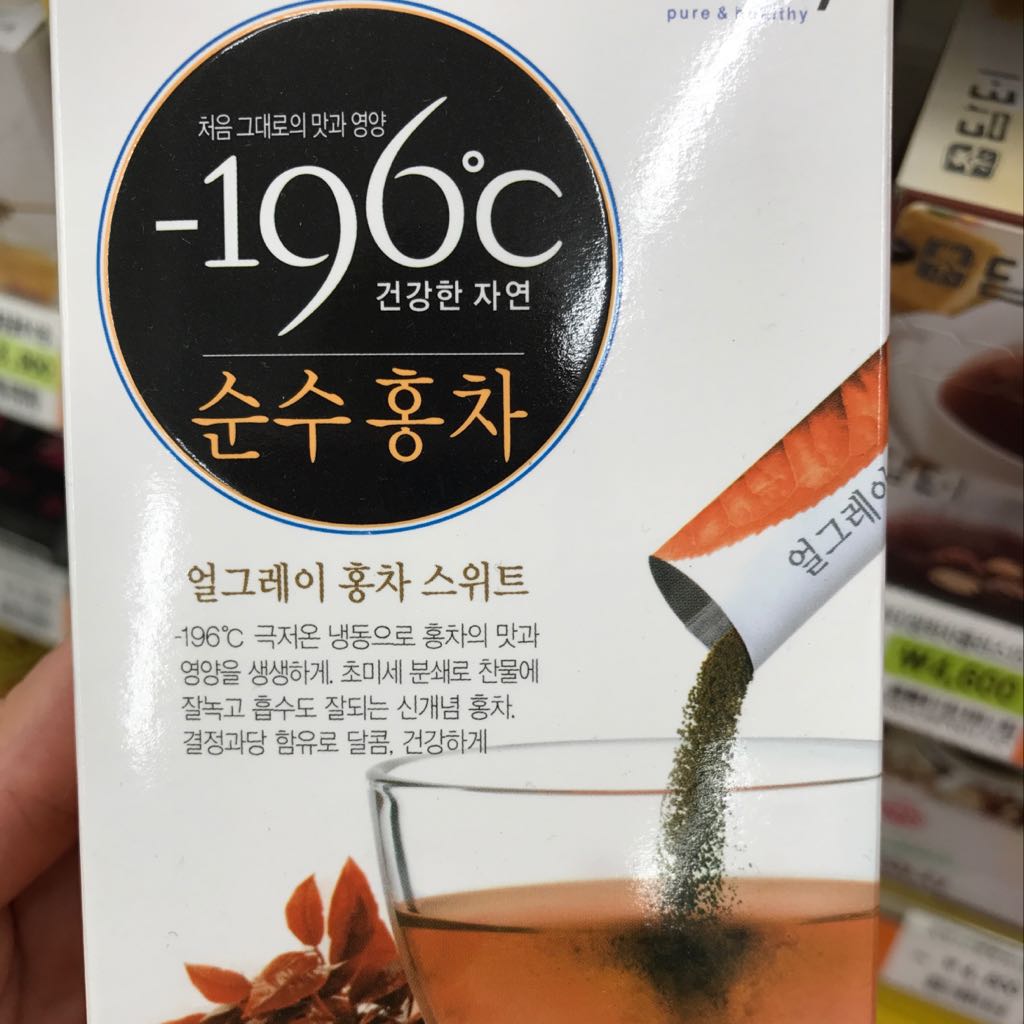 pure & healthy
처음 그대로의 맛과 영양
-196℃
건강한 자연
순수 홍차
얼그레이
얼그레이 홍차 스위트
-196℃ 극저온 냉동으로 홍차의 맛과
영양을 생생하게. 초미세 분쇄로 찬물에
잘녹고 흡수도 잘되는 신개념 홍차.
결정과당 함유로 달콤, 건강하게
₩4,800